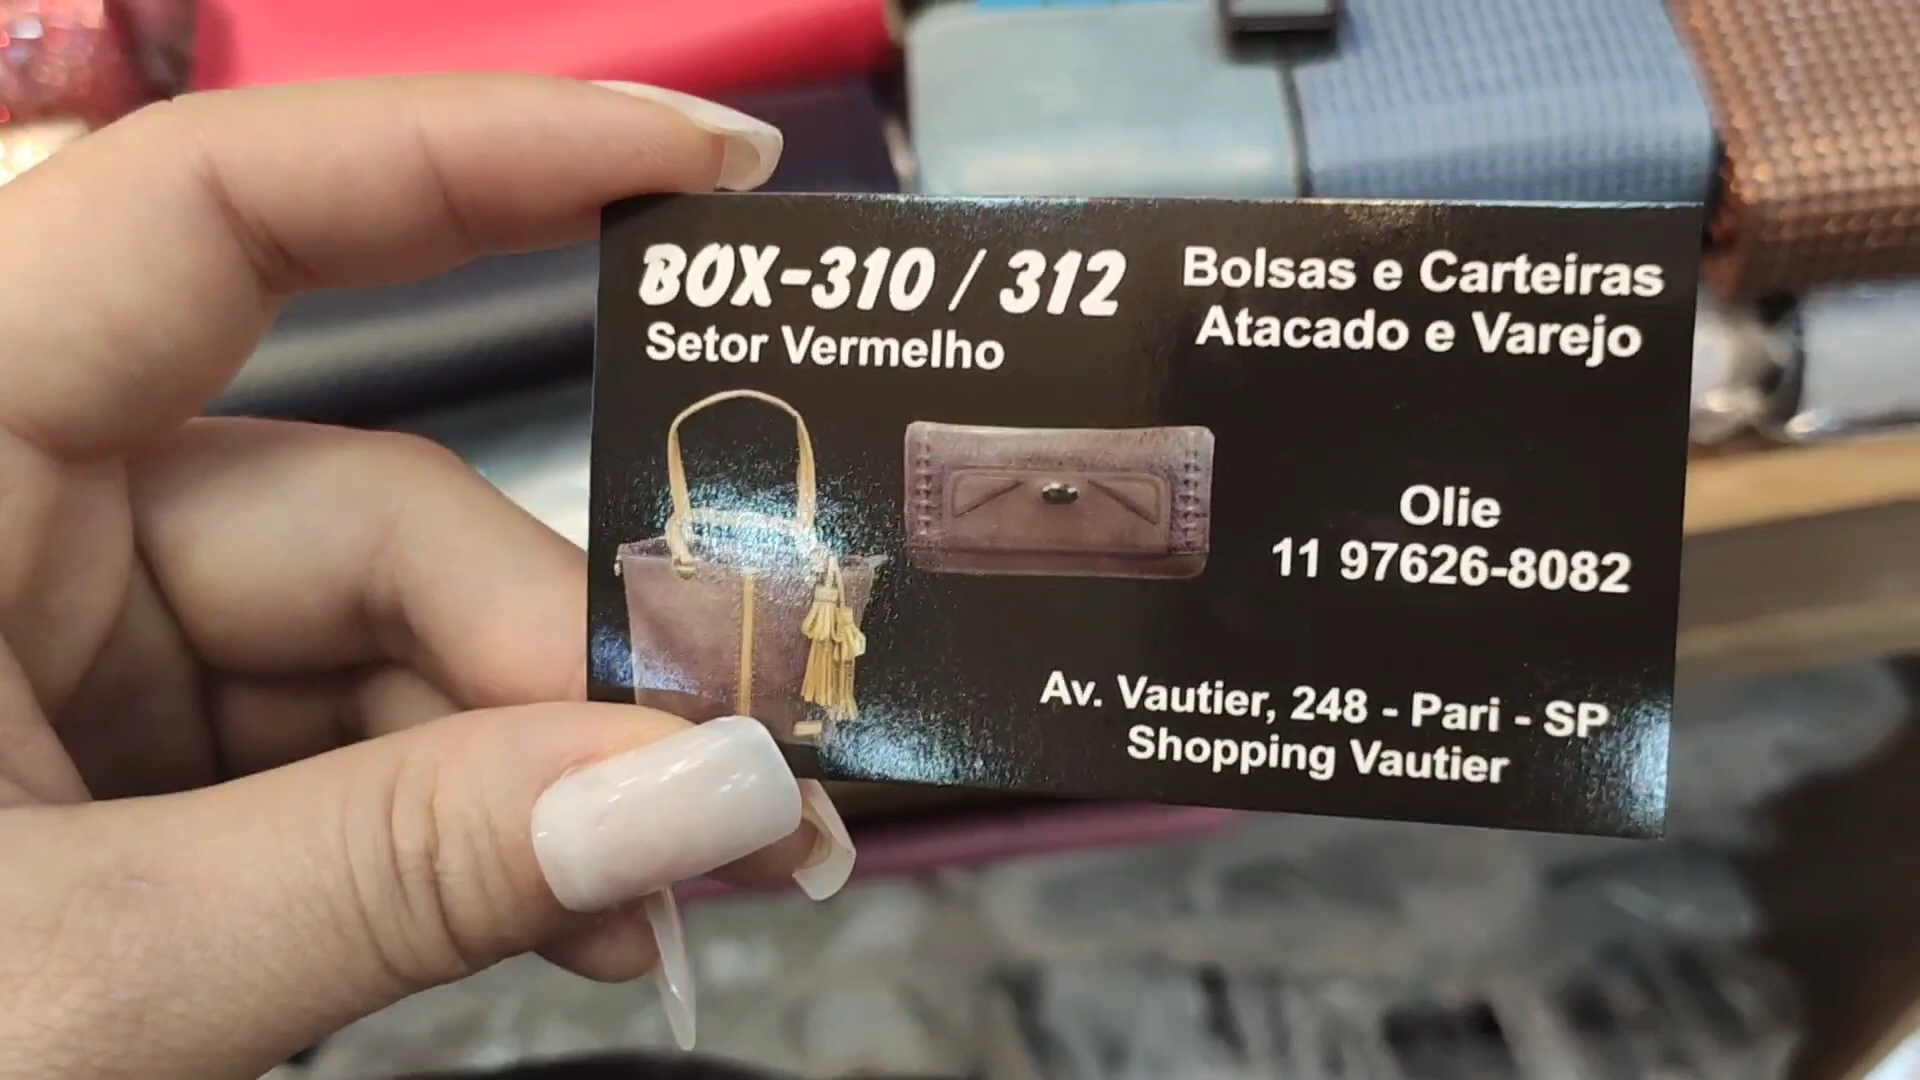 BOX-310 / 312
Setor Vermelho
Bolsas e Carteiras
Atacado e Varejo
Olie
11 97626-8082
Av. Vautier, 248 - Pari - SP
Shopping Vautier